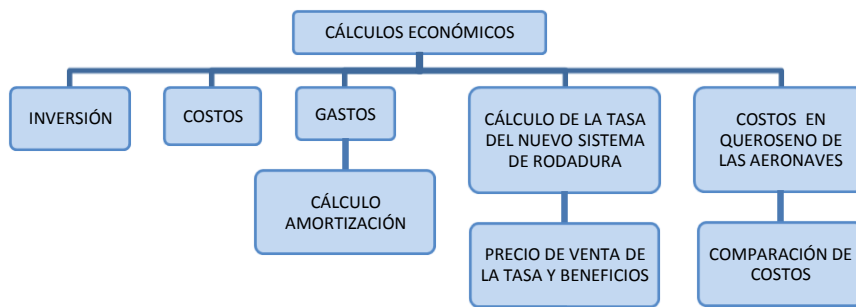 CÁLCULOS ECONÓMICOS
INVERSIÓN
COSTOS
GASTOS
CÁLCULO DE LA TASA
DEL NUEVO SISTEMA
DE RODADURA
COSTOS EN
QUEROSENO DE
LAS AERONAVES
CÁLCULO
AMORTIZACIÓN
PRECIO DE VENTA DE
LA TASA Y BENEFICIOS
COMPARACIÓN DE
COSTOS